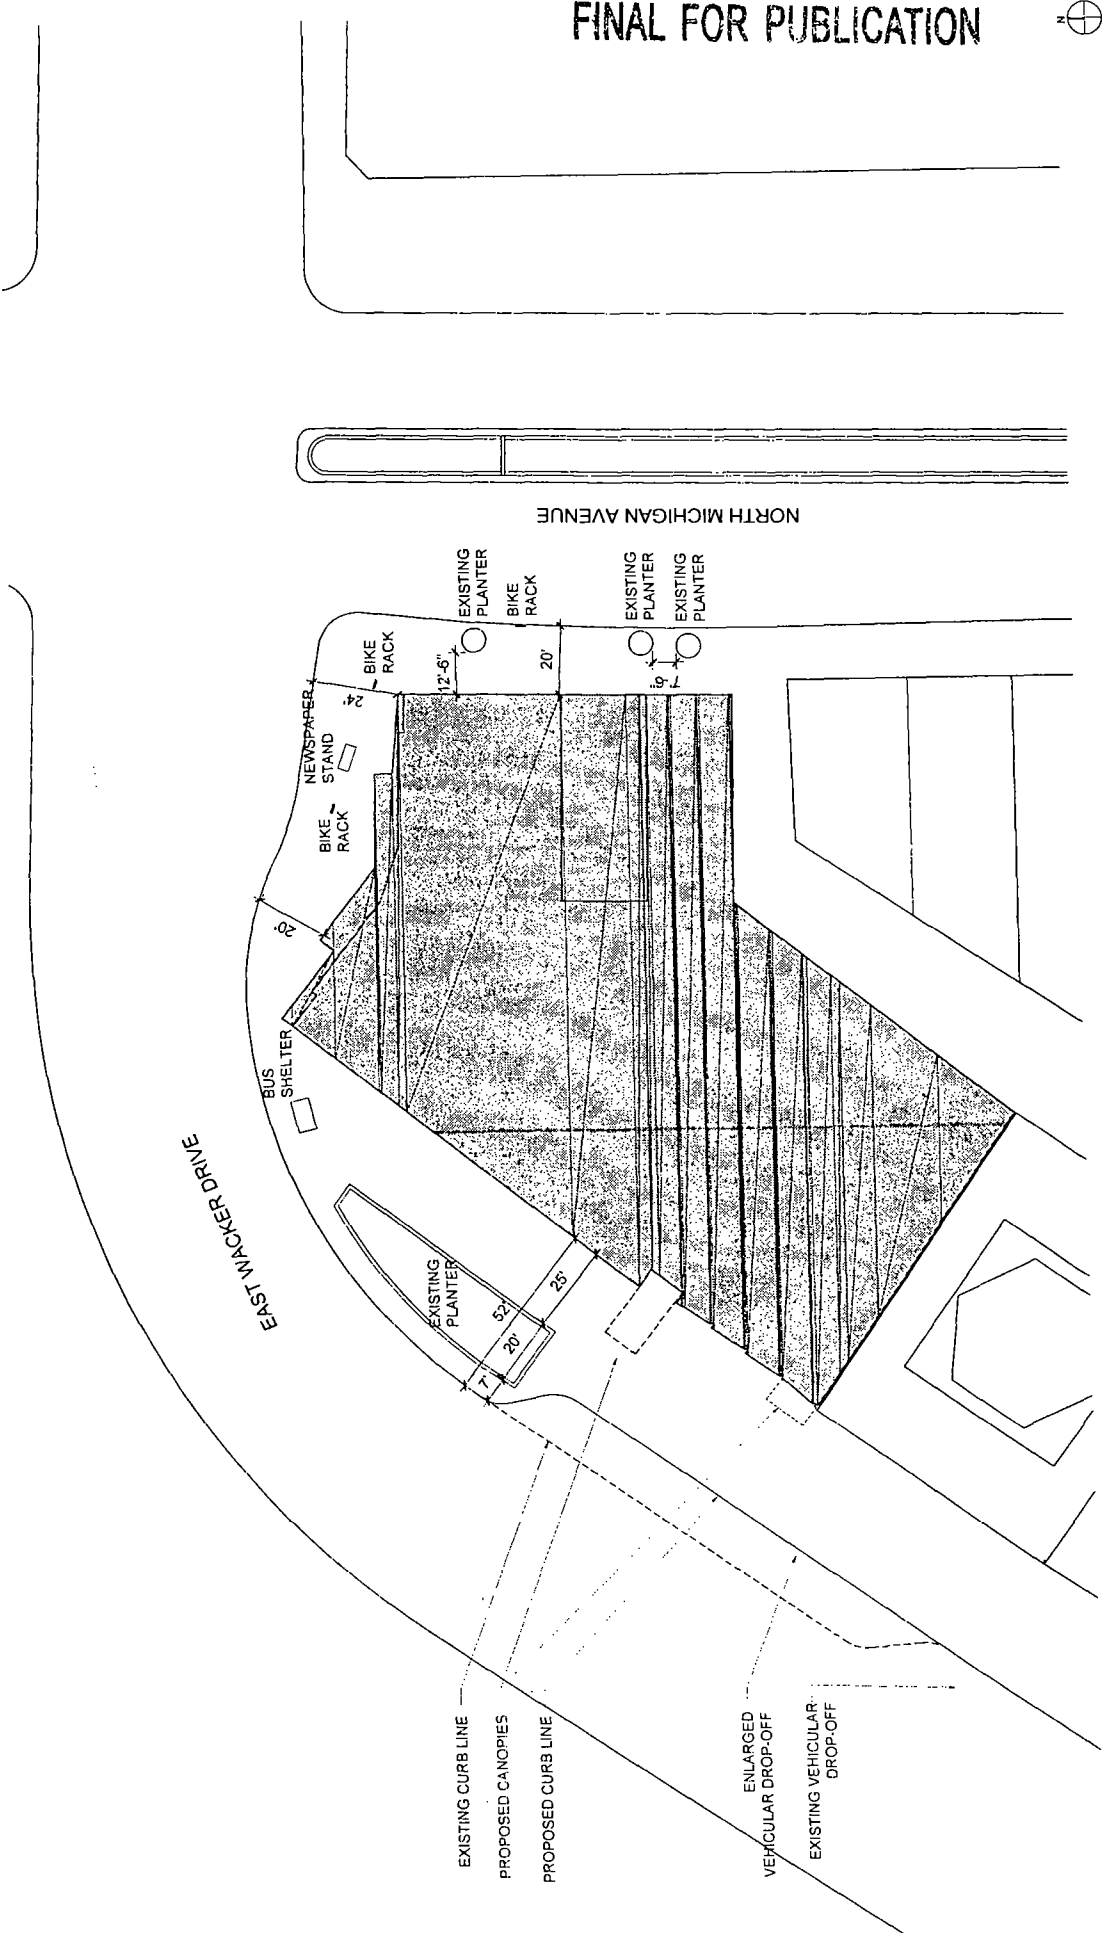 FINAL FOR PUBLICATION
N
NORTH MICHIGAN AVENUE
EXISTING
PLANTER
BIKE
RACK
EXISTING
PLANTER
EXISTING
PLANTER
BIKE
RACK
12'-6"
20'
7'-6"
24'
NEWSPAPER
STAND
BIKE
RACK
20'
BUS
SHELTER
EAST WACKER DRIVE
EXISTING
PLANTER
52'
25'
20'
7'
EXISTING CURB LINE
PROPOSED CANOPIES
PROPOSED CURB LINE
ENLARGED
VEHICULAR DROP-OFF
EXISTING VEHICULAR
DROP-OFF